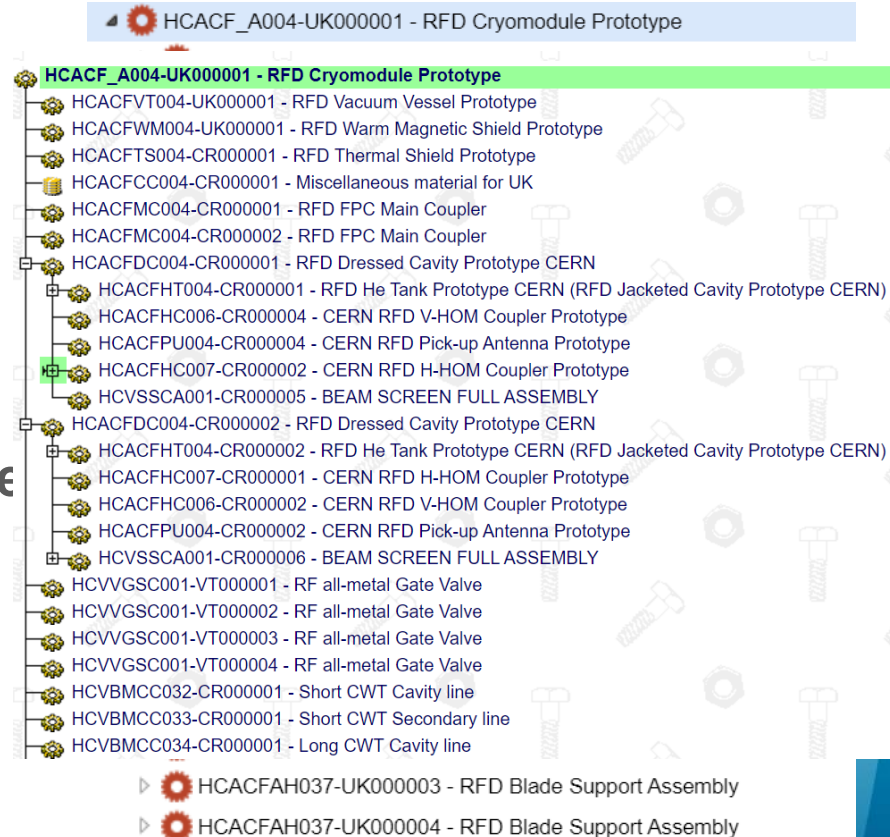 HCACF_A004-UK000001 - RFD Cryomodule Prototype
HCACF_A004-UK000001 - RFD Cryomodule Prototype
HCACFVT004-UK000001 - RFD Vacuum Vessel Prototype
HCACFWM004-UK000001 - RFD Warm Magnetic Shield Prototype
HCACFTS004-CR000001 - RFD Thermal Shield Prototype
HCACFCC004-CR000001 - Miscellaneous material for UK
HCACFMC004-CR000001 - RFD FPC Main Coupler
HCACFMC004-CR000002 - RFD FPC Main Coupler
HCACFDC004-CR000001 - RFD Dressed Cavity Prototype CERN
HCACFHT004-CR000001 - RFD He Tank Prototype CERN (RFD Jacketed Cavity Prototype CERN)
HCACFHC006-CR000004 - CERN RFD V-HOM Coupler Prototype
HCACFPU004-CR000004 - CERN RFD Pick-up Antenna Prototype
HCACFHC007-CR000002 - CERN RFD H-HOM Coupler Prototype
HCVSSCA001-CR000005 - BEAM SCREEN FULL ASSEMBLY
HCACFDC004-CR000002 - RFD Dressed Cavity Prototype CERN
HCACFHT004-CR000002 - RFD He Tank Prototype CERN (RFD Jacketed Cavity Prototype CERN)
HCACFHC007-CR000001 - CERN RFD H-HOM Coupler Prototype
HCACFHC006-CR000002 - CERN RFD V-HOM Coupler Prototype
HCACFPU004-CR000002 - CERN RFD Pick-up Antenna Prototype
HCVSSCA001-CR000006 - BEAM SCREEN FULL ASSEMBLY
HCVVGSC001-VT000001 - RF all-metal Gate Valve
HCVVGSC001-VT000002 - RF all-metal Gate Valve
HCVVGSC001-VT000003 - RF all-metal Gate Valve
HCVVGSC001-VT000004 - RF all-metal Gate Valve
HCVBMCC032-CR000001 - Short CWT Cavity line
HCVBMCC033-CR000001 - Short CWT Secondary line
HCVBMCC034-CR000001 - Long CWT Cavity line
HCACFAH037-UK000003 - RFD Blade Support Assembly
HCACFAH037-UK000004 - RFD Blade Support Assembly